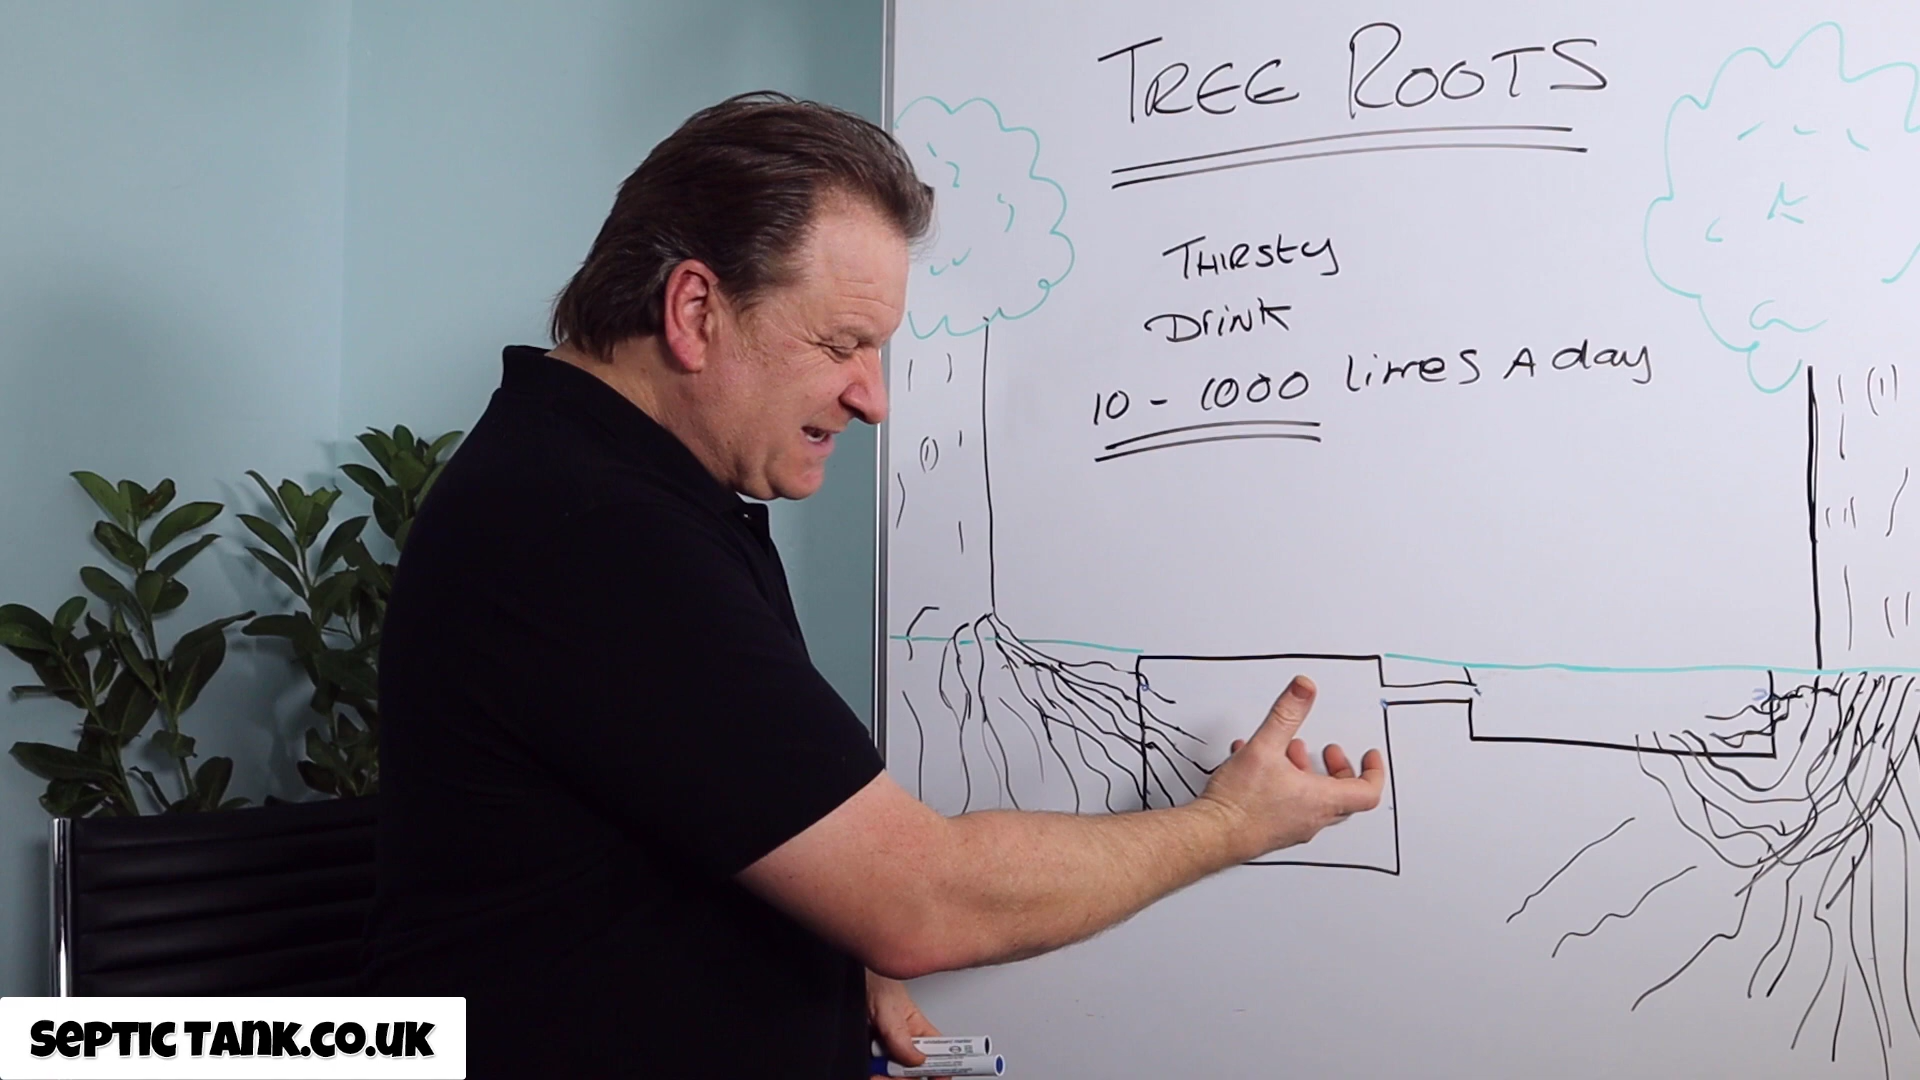 TREE ROOTS
THIRSTY
Drink
10 - 1000 litres A day
SEPTIC TANK.CO.UK